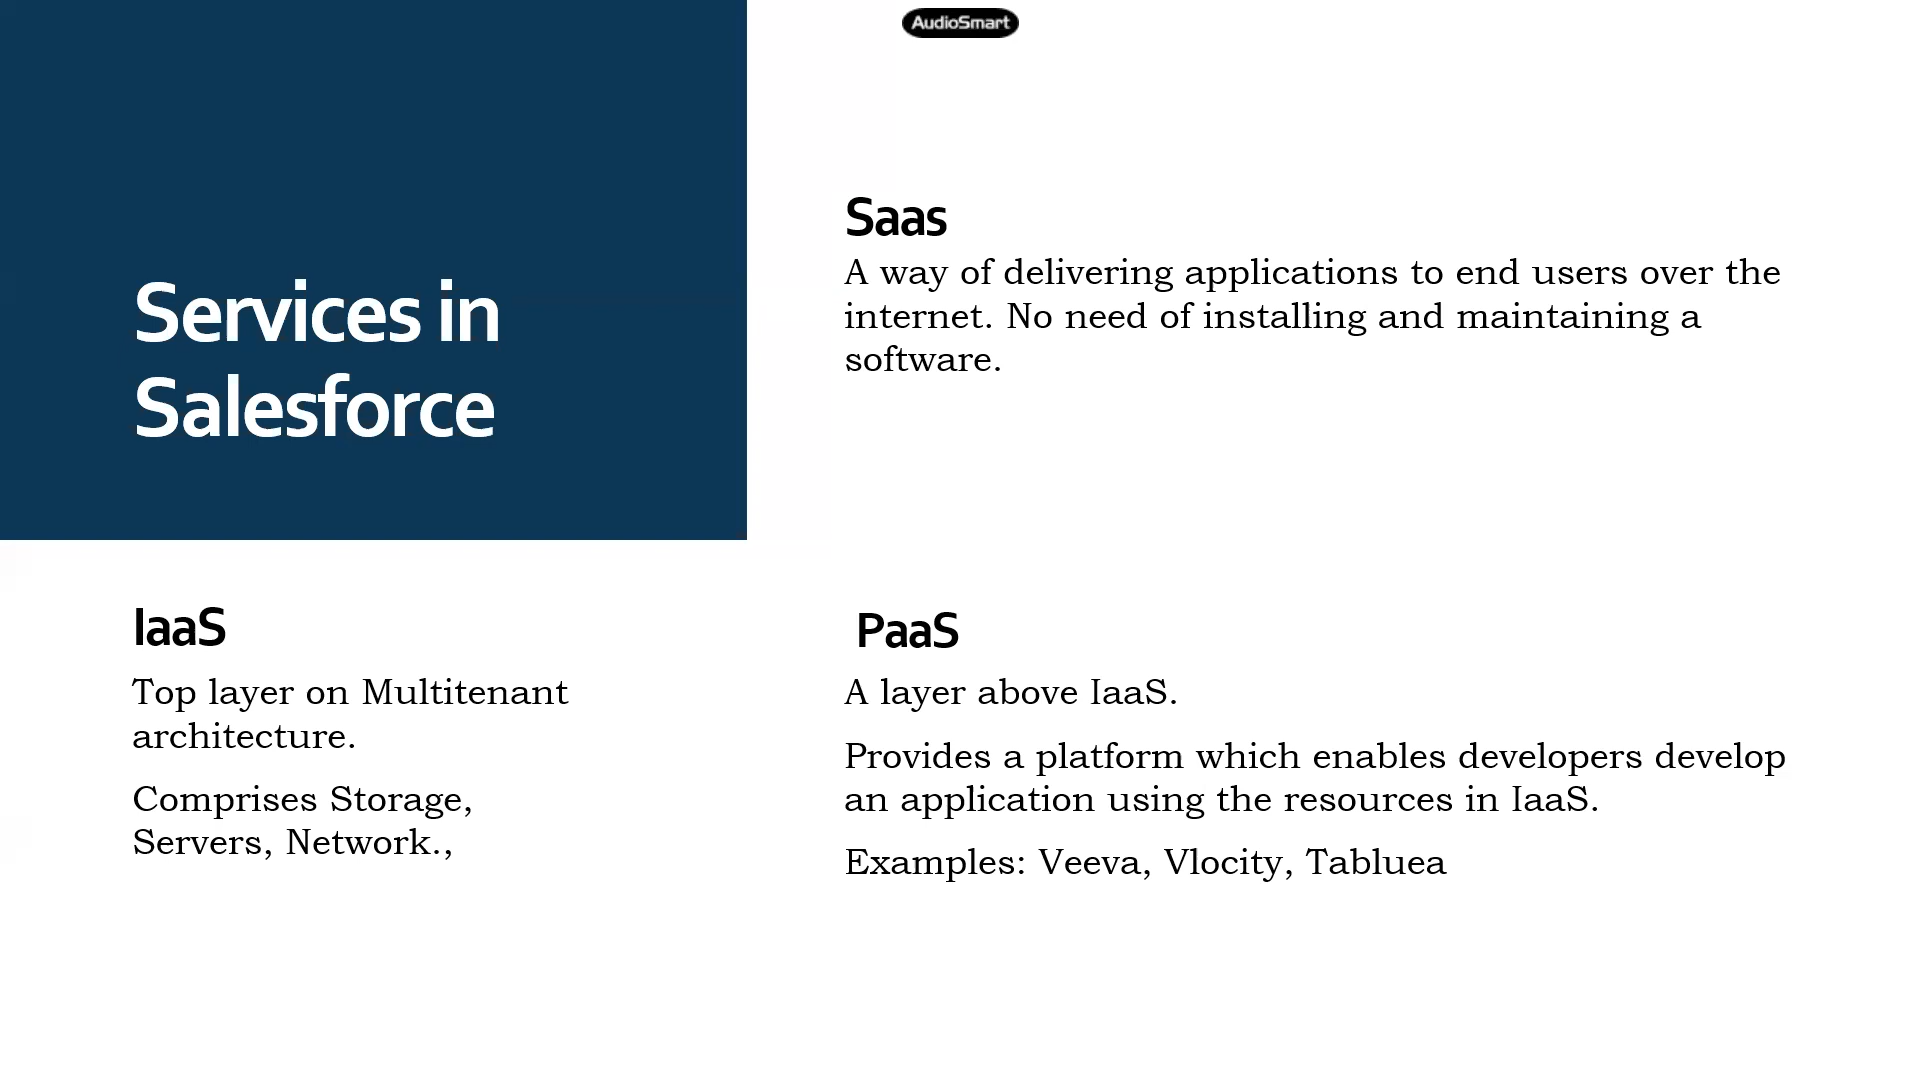 AudioSmart
Services in
Salesforce
Saas
A way of delivering applications to end users over the
internet. No need of installing and maintaining a
software.
IaaS
Top layer on Multitenant
architecture.
Comprises Storage,
Servers, Network.,
PaaS
A layer above IaaS.
Provides a platform which enables developers develop
an application using the resources in IaaS.
Examples: Veeva, Vlocity, Tabluea